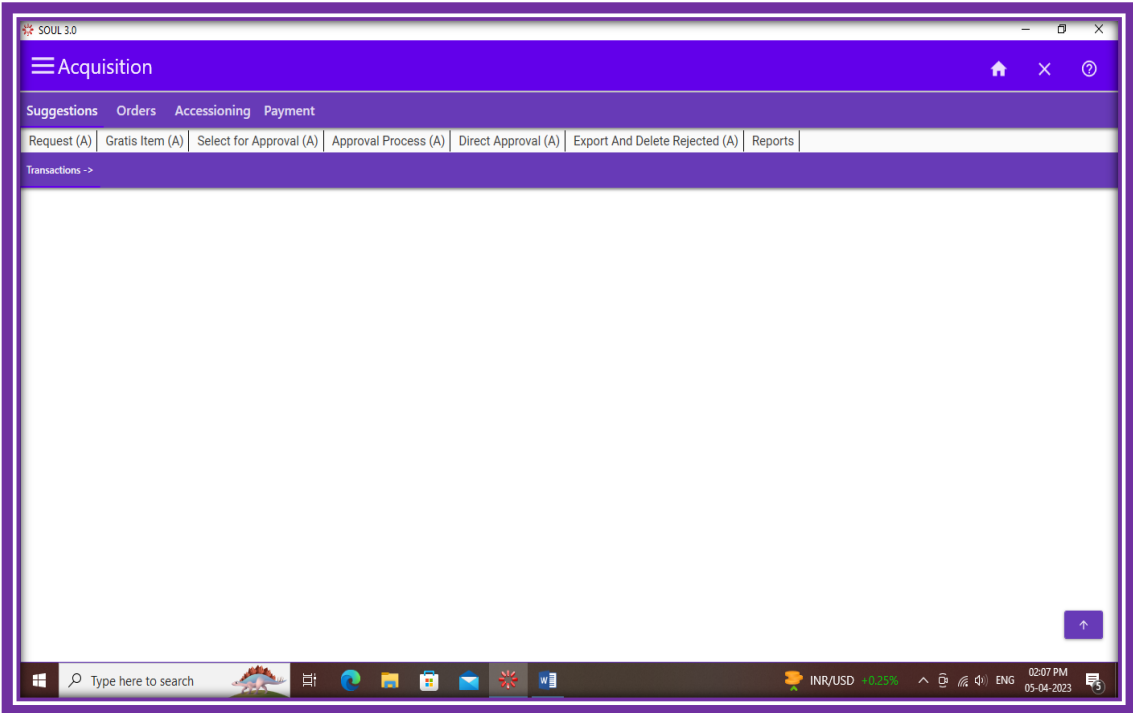 SOUL 3.0
Acquisition
Suggestions Orders Accessioning Payment
Request (A) Gratis Item (A) Select for Approval (A) Approval Process (A) Direct Approval (A) Export And Delete Rejected (A) Reports
Transactions ->
Type here to search INR/USD +0.25% ENG 02:07 PM
05-04-2023 5